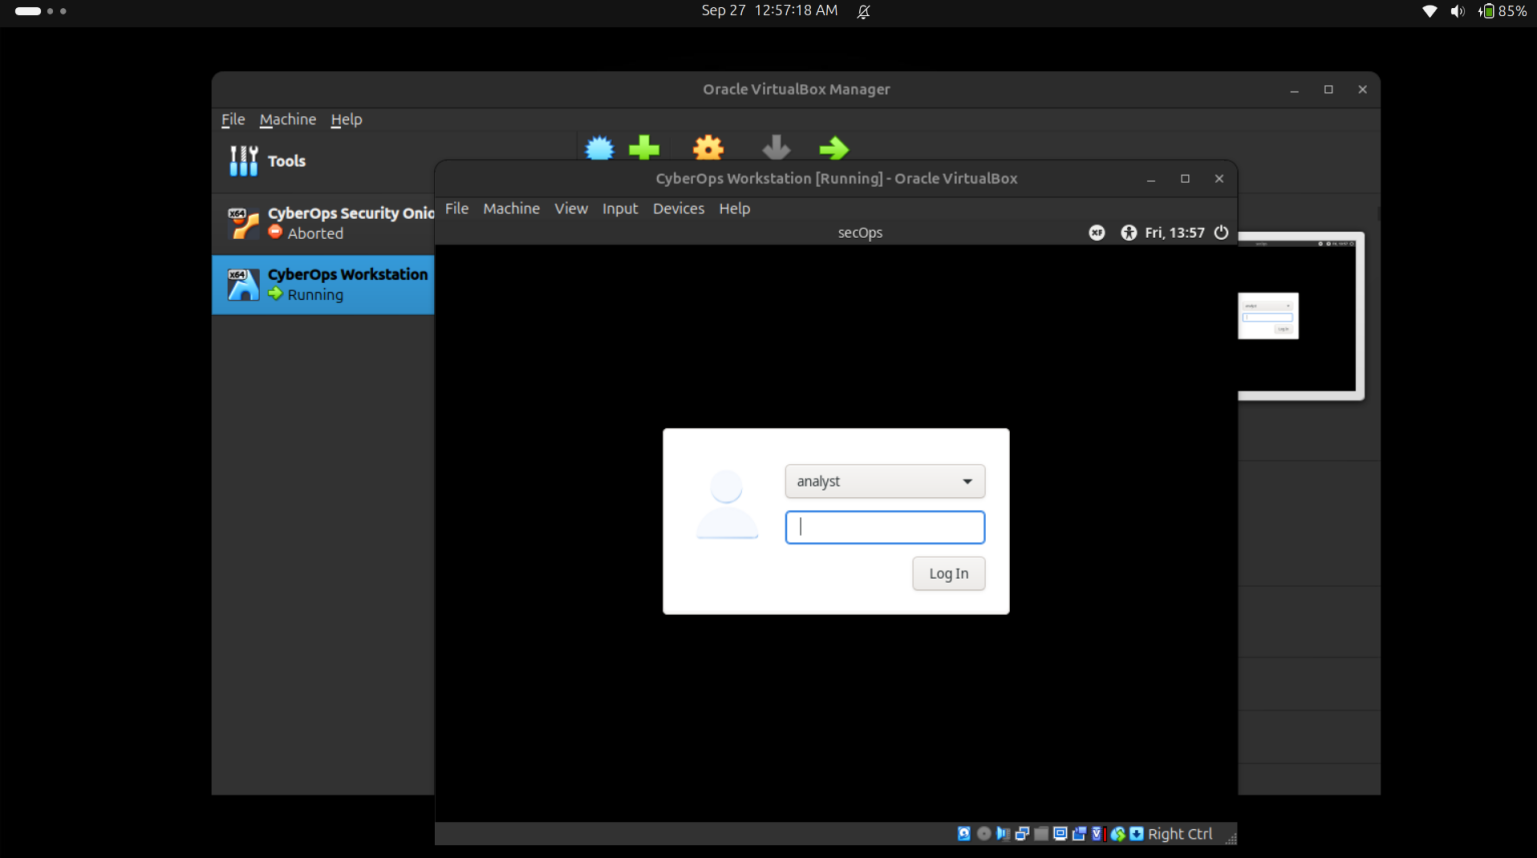 Sep 27 12:57:18 AM
85%
Oracle VirtualBox Manager
File Machine Help
Tools
CyberOps Security Onio
Aborted
CyberOps Workstation
Running
CyberOps Workstation [Running] - Oracle VirtualBox
File Machine View Input Devices Help
secOps
Fri, 13:57
analyst
Log In
Right Ctrl